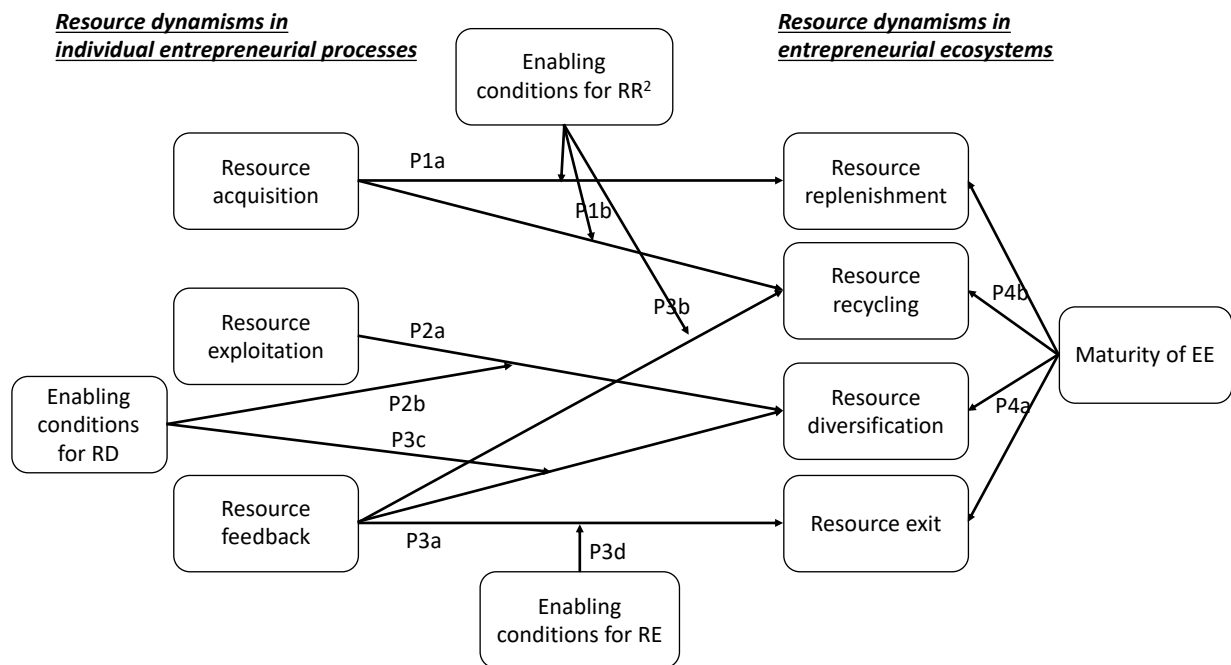 Resource dynamisms in
individual entrepreneurial processes
Resource dynamisms in
entrepreneurial ecosystems
Enabling
conditions for RR²
Resource
acquisition
P1a
Resource
replenishment
P1b
Resource
recycling
P3b
P4b
Resource
exploitation
P2a
Maturity of EE
Enabling
conditions
for RD
P2b
P3c
Resource
diversification
P4a
Resource
feedback
P3a
Resource exit
P3d
Enabling
conditions for RE